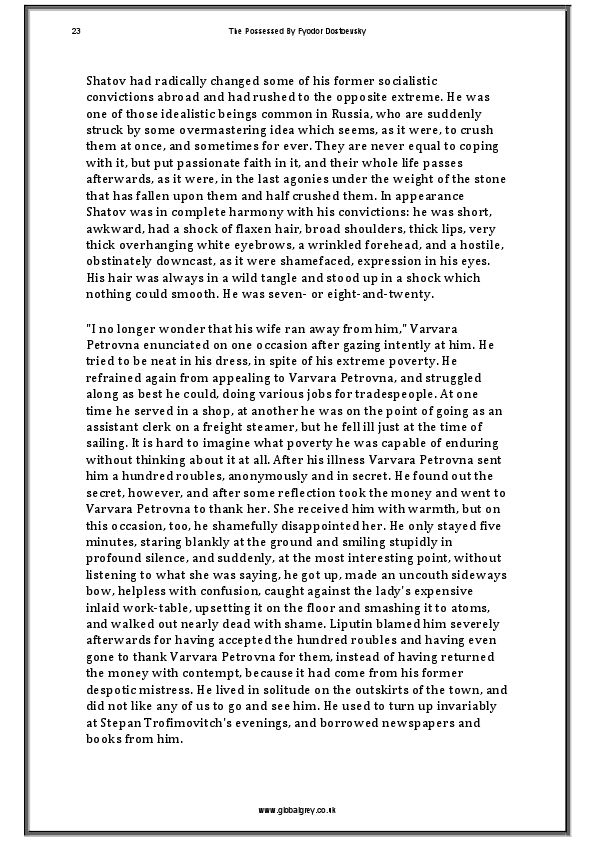 23 The Possessed By Fyodor Dostoevsky
Shatov had radically changed some of his former socialistic
convictions abroad and had rushed to the opposite extreme. He was
one of those idealistic beings common in Russia, who are suddenly
struck by some overmastering idea which seems, as it were, to crush
them at once, and sometimes for ever. They are never equal to coping
with it, but put passionate faith in it, and their whole life passes
afterwards, as it were, in the last agonies under the weight of the stone
that has fallen upon them and half crushed them. In appearance
Shatov was in complete harmony with his convictions: he was short,
awkward, had a shock of flaxen hair, broad shoulders, thick lips, very
thick overhanging white eyebrows, a wrinkled forehead, and a hostile,
obstinately downcast, as it were shamefaced, expression in his eyes.
His hair was always in a wild tangle and stood up in a shock which
nothing could smooth. He was seven- or eight-and-twenty.
"I no longer wonder that his wife ran away from him," Varvara
Petrovna enunciated on one occasion after gazing intently at him. He
tried to be neat in his dress, in spite of his extreme poverty. He
refrained again from appealing to Varvara Petrovna, and struggled
along as best he could, doing various jobs for tradespeople. At one
time he served in a shop, at another he was on the point of going as an
assistant clerk on a freight steamer, but he fell ill just at the time of
sailing. It is hard to imagine what poverty he was capable of enduring
without thinking about it at all. After his illness Varvara Petrovna sent
him a hundred roubles, anonymously and in secret. He found out the
secret, however, and after some reflection took the money and went to
Varvara Petrovna to thank her. She received him with warmth, but on
this occasion, too, he shamefully disappointed her. He only stayed five
minutes, staring blankly at the ground and smiling stupidly in
profound silence, and suddenly, at the most interesting point, without
listening to what she was saying, he got up, made an uncouth sideways
bow, helpless with confusion, caught against the lady's expensive
inlaid work-table, upsetting it on the floor and smashing it to atoms,
and walked out nearly dead with shame. Liputin blamed him severely
afterwards for having accepted the hundred roubles and having even
gone to thank Varvara Petrovna for them, instead of having returned
the money with contempt, because it had come from his former
despotic mistress. He lived in solitude on the outskirts of the town, and
did not like any of us to go and see him. He used to turn up invariably
at Stepan Trofimovitch's evenings, and borrowed newspapers and
books from him.
www.globalgrey.co.uk